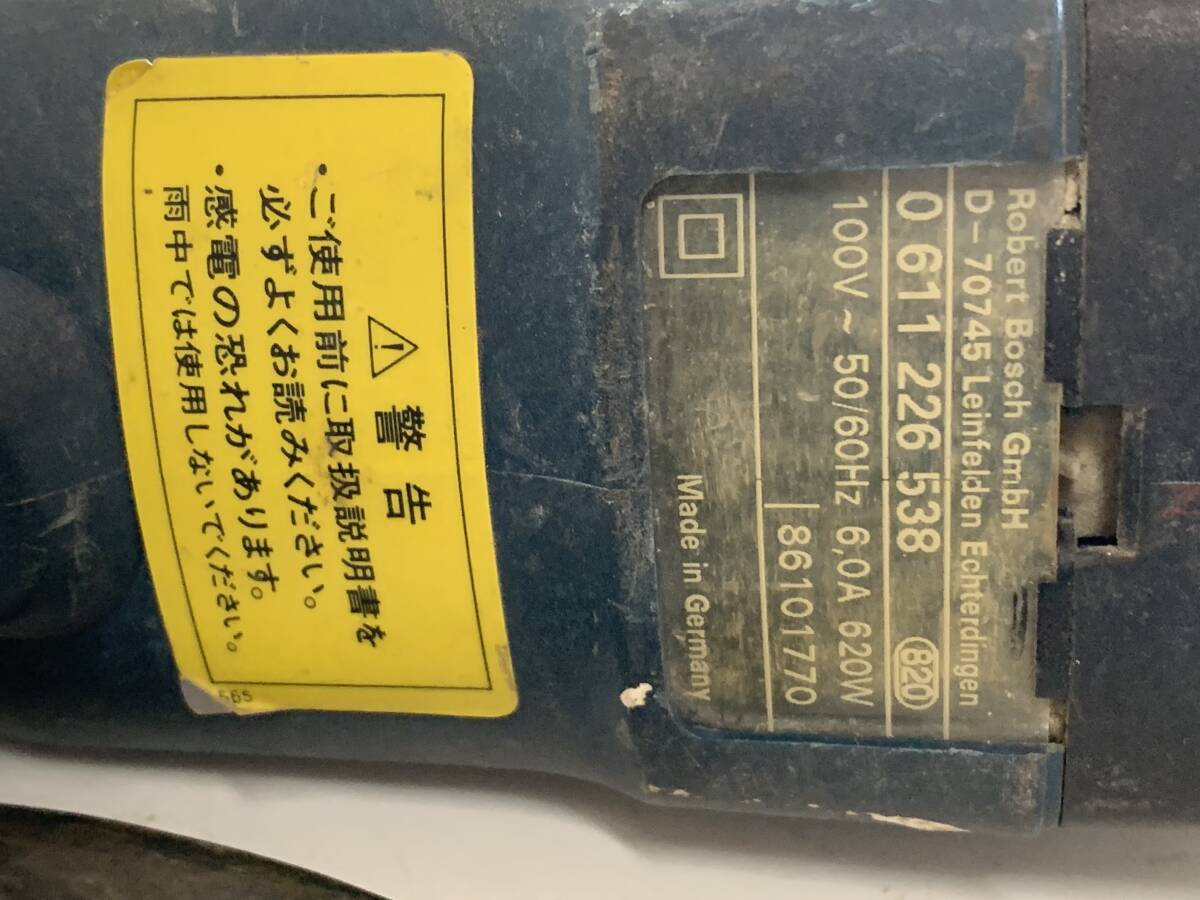 警告
・ご使用前に取扱説明書を
必ずよくお読みください。
・感電の恐れがあります。
雨中では使用しないでください。
565
Robert Bosch GmbH
D-70745 Leinfelden Echterdingen
0 611 226 538 820
100V ~ 50/60Hz 6,0A 620W
86101770
Made in Germany